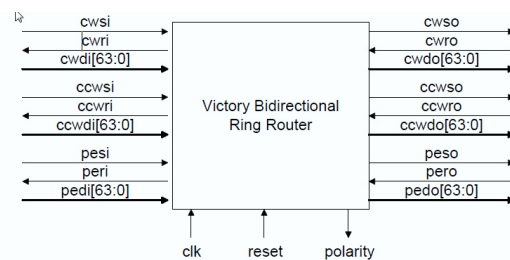 cwsi
cwri
cwdi[63:0]
ccwsi
ccwri
ccwdi[63:0]
pesi
peri
pedi[63:0]
Victory Bidirectional
Ring Router
cwso
cwro
cwdo[63:0]
ccwso
ccwro
ccwdo[63:0]
peso
pero
pedo[63:0]
clk
reset
polarity